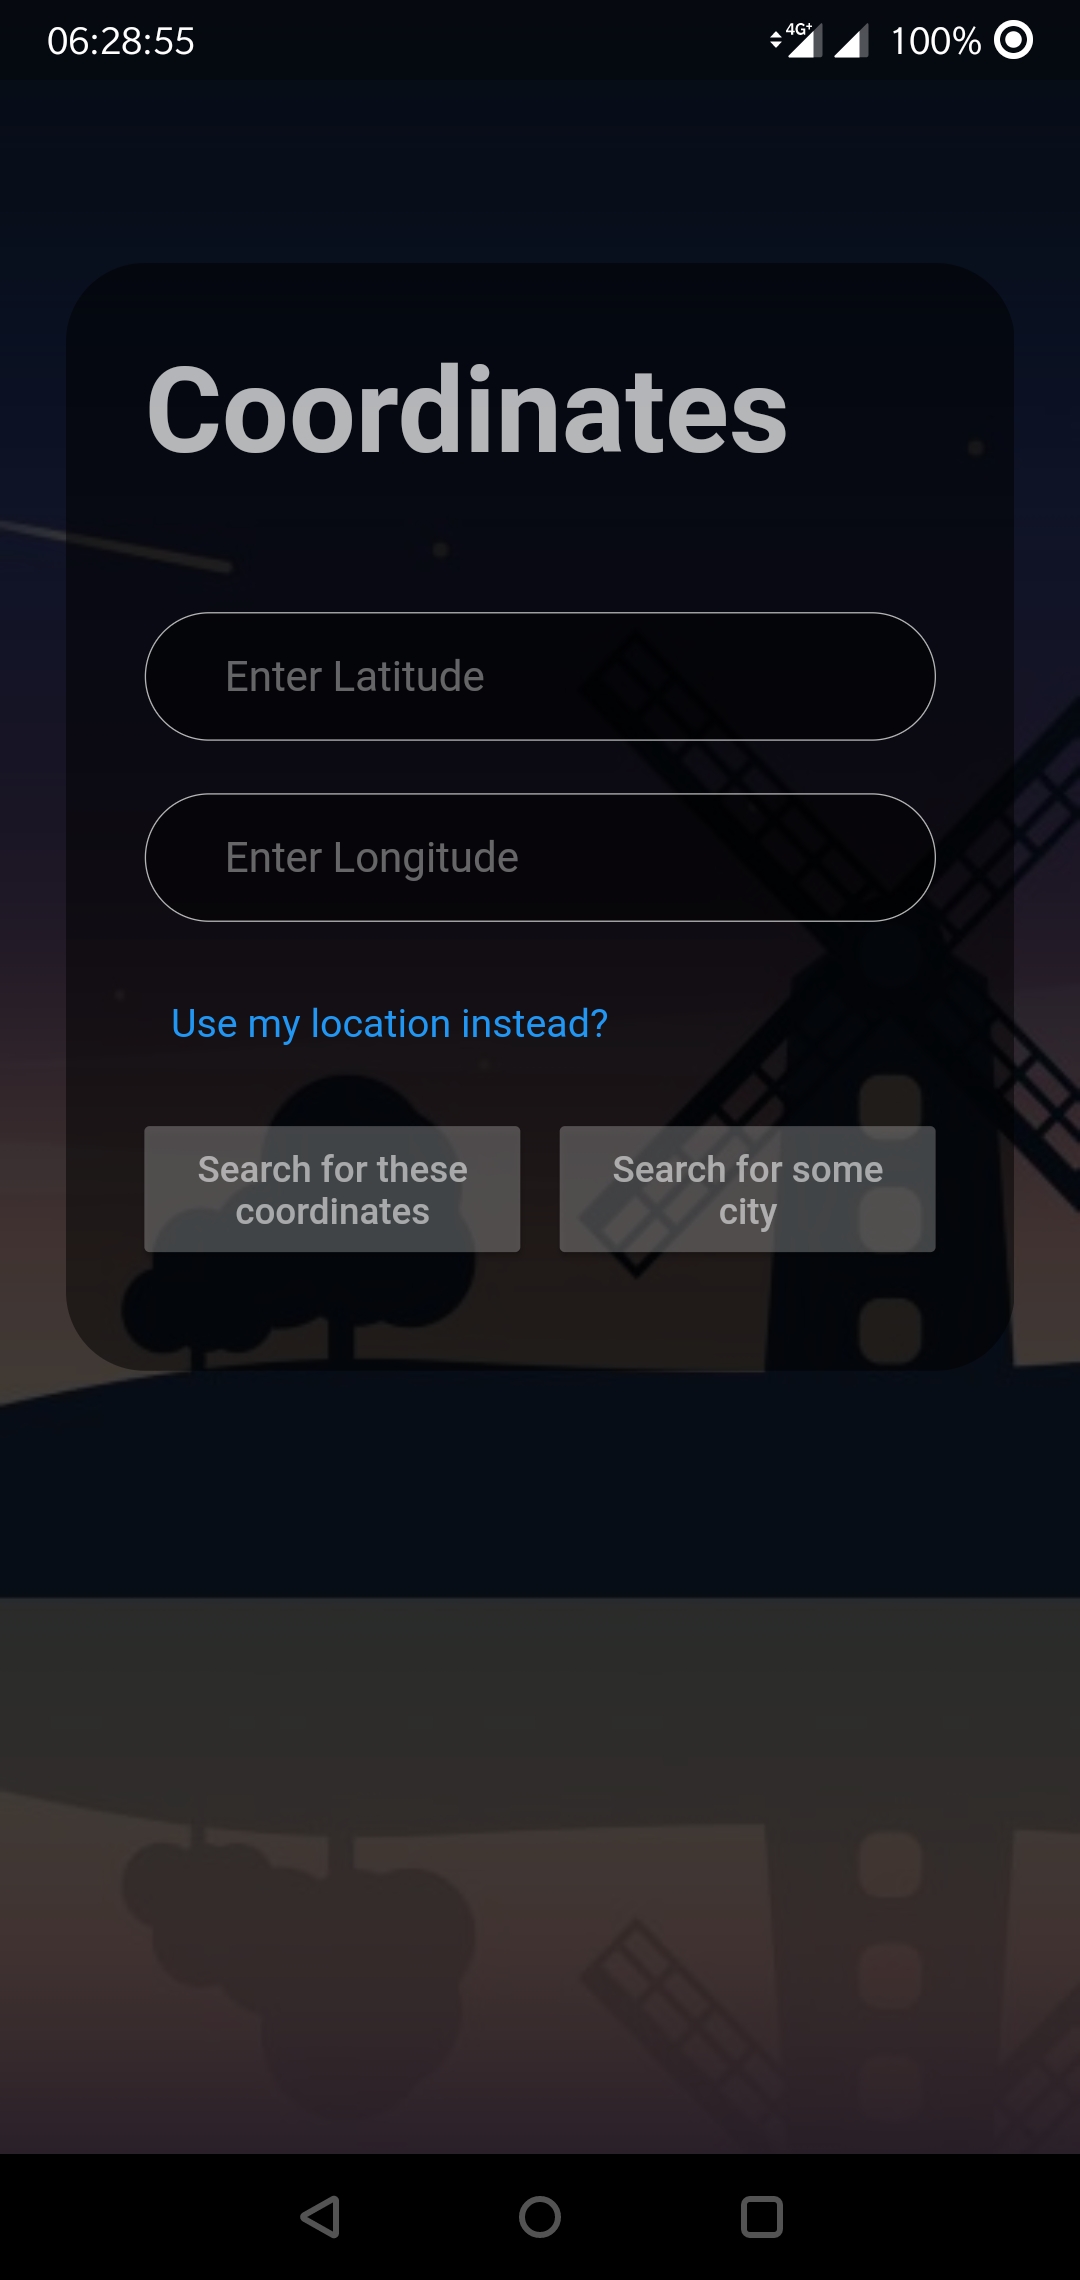 06:28:55
4G+ 100%
Coordinates
Enter Latitude
Enter Longitude
Use my location instead?
Search for these
coordinates
Search for some
city